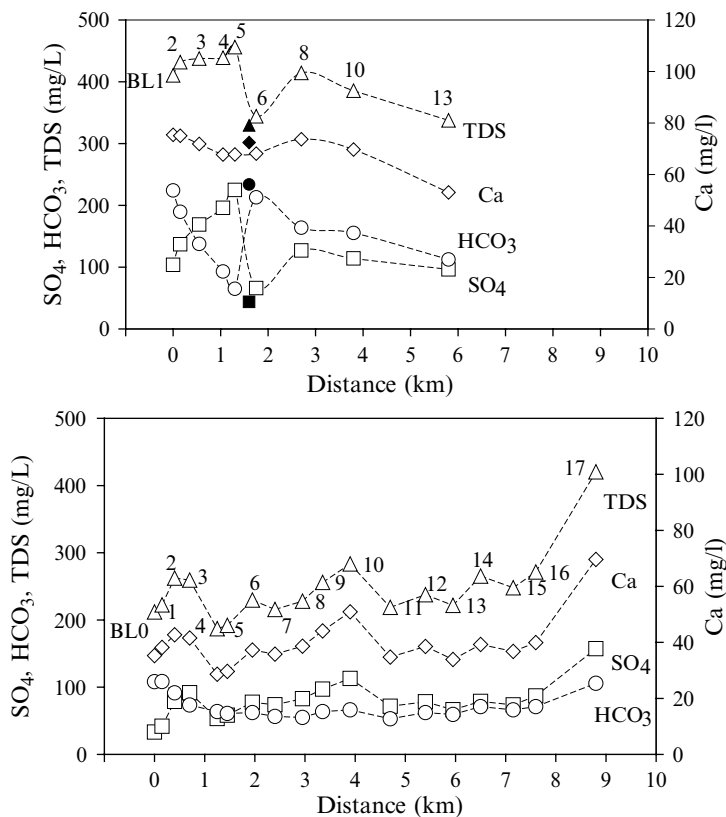 500
400
300
200
100
0
SO4, HCO3, TDS (mg/L)
120
100
80
60
40
20
0
Ca (mg/l)
BL1
2
3
4
5
6
8
10
13
TDS
Ca
HCO3
SO4
0 1 2 3 4 5 6 7 8 9 10
Distance (km)
500
400
300
200
100
0
SO4, HCO3, TDS (mg/L)
120
100
80
60
40
20
0
Ca (mg/l)
BL0
1
2
3
4
5
6
7
8
9
10
11
12
13
14
15
16
17
TDS
Ca
SO4
HCO3
0 1 2 3 4 5 6 7 8 9 10
Distance (km)